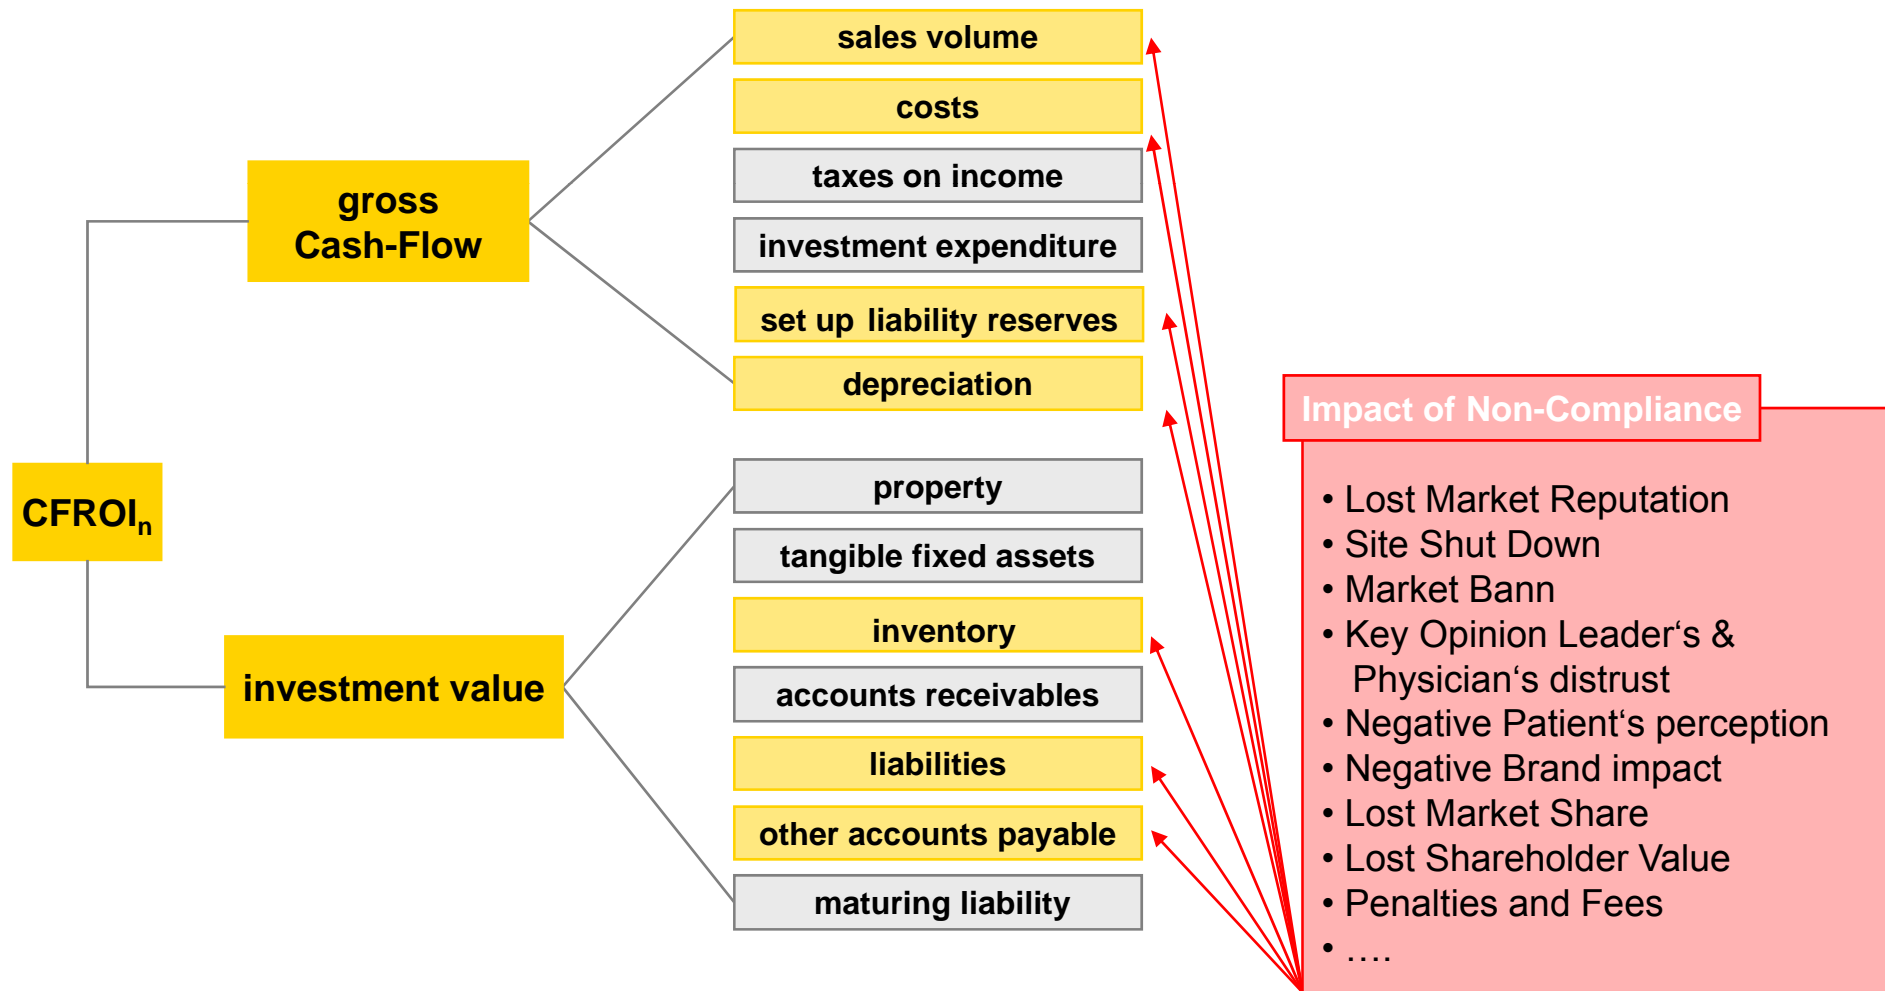 CFROIn
gross
Cash-Flow
investment value
sales volume
costs
taxes on income
investment expenditure
set up liability reserves
depreciation
property
tangible fixed assets
inventory
accounts receivables
liabilities
other accounts payable
maturing liability
Impact of Non-Compliance
• Lost Market Reputation
• Site Shut Down
• Market Bann
• Key Opinion Leader‘s &
Physician‘s distrust
• Negative Patient‘s perception
• Negative Brand impact
• Lost Market Share
• Lost Shareholder Value
• Penalties and Fees
• ….